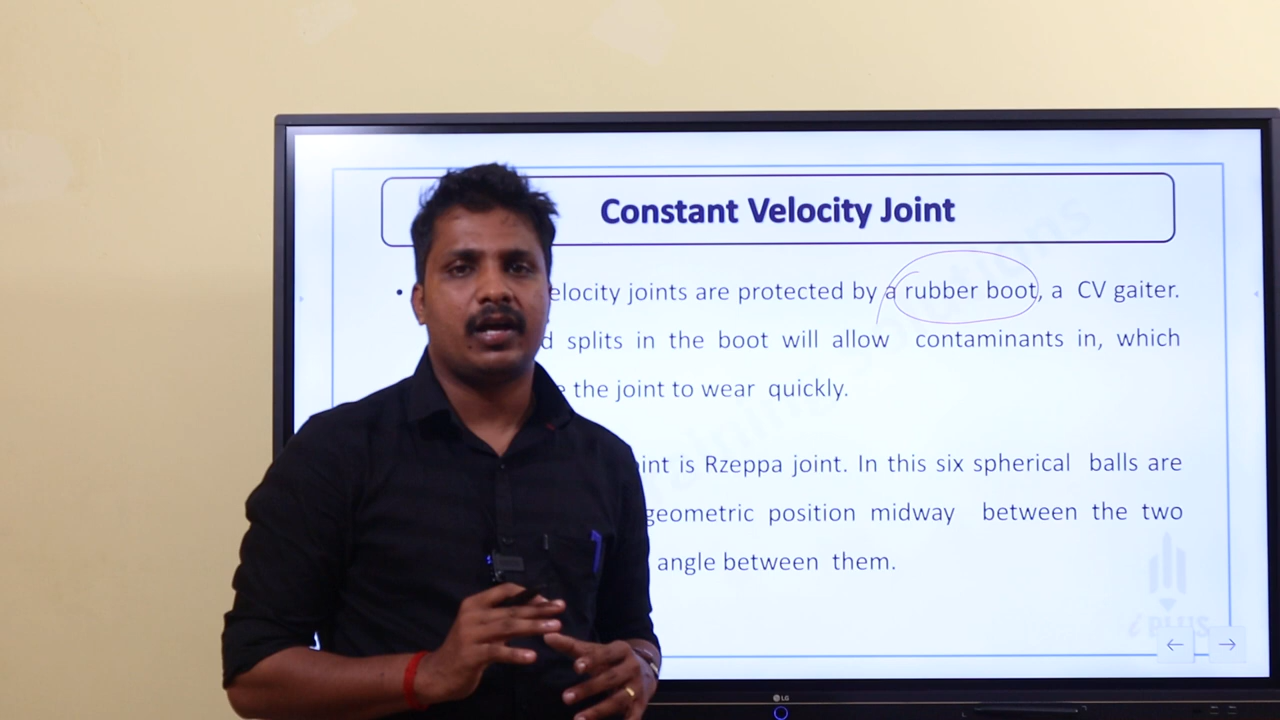 Constant Velocity Joint
• elocity joints are protected by a rubber boot, a CV gaiter.
d splits in the boot will allow contaminants in, which
e the joint to wear quickly.
int is Rzeppa joint. In this six spherical balls are
geometric position midway between the two
angle between them.
PLUS
LG